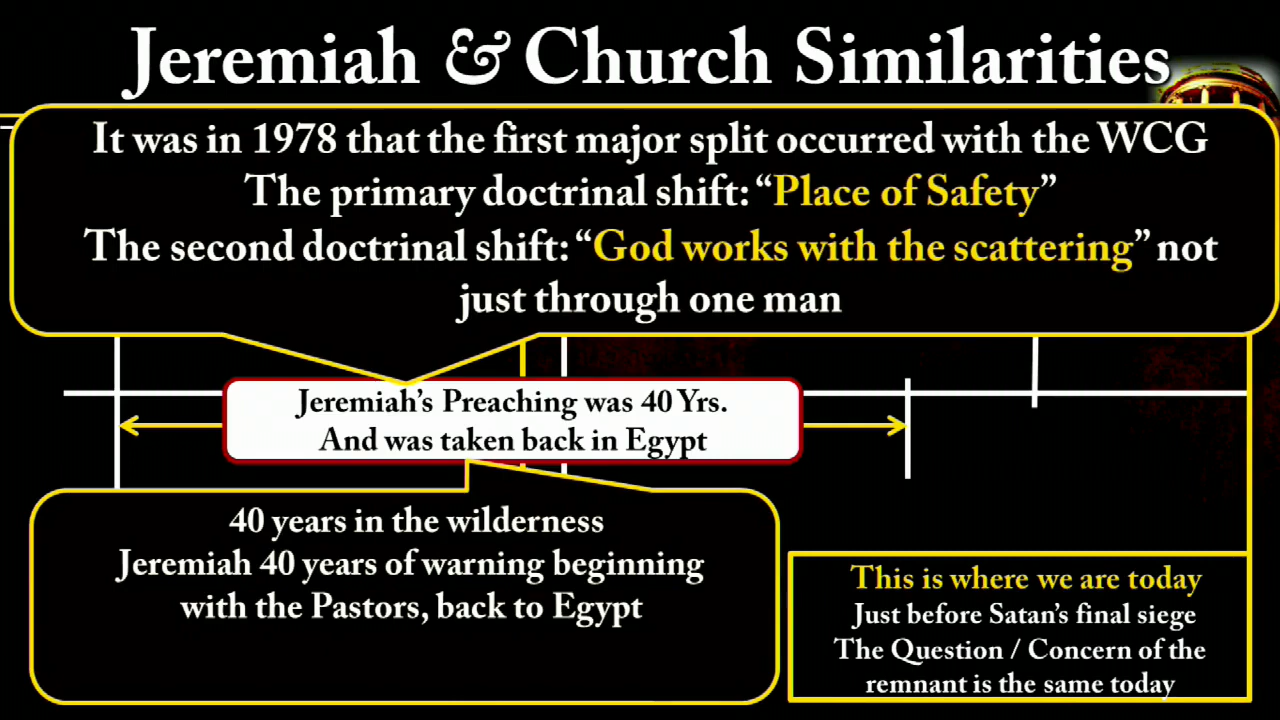 Jeremiah & Church Similarities
It was in 1978 that the first major split occurred with the WCG
The primary doctrinal shift: “Place of Safety”
The second doctrinal shift: “God works with the scattering” not
just through one man
Jeremiah’s Preaching was 40 Yrs.
And was taken back in Egypt
40 years in the wilderness
Jeremiah 40 years of warning beginning
with the Pastors, back to Egypt
This is where we are today
Just before Satan’s final siege
The Question / Concern of the
remnant is the same today